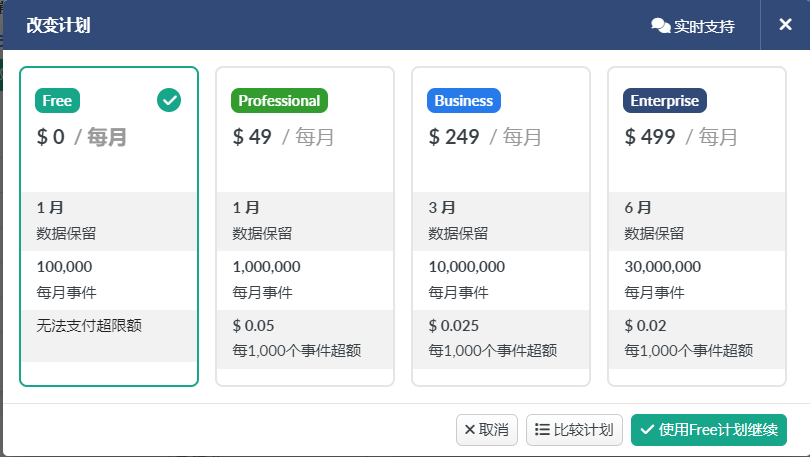 改变计划
实时支持
Free
$ 0 / 每月
1 月
数据保留
100,000
每月事件
无法支付超限额
Professional
$ 49 / 每月
1 月
数据保留
1,000,000
每月事件
$ 0.05
每1,000个事件超额
Business
$ 249 / 每月
3 月
数据保留
10,000,000
每月事件
$ 0.025
每1,000个事件超额
Enterprise
$ 499 / 每月
6 月
数据保留
30,000,000
每月事件
$ 0.02
每1,000个事件超额
取消
比较计划
使用Free计划继续